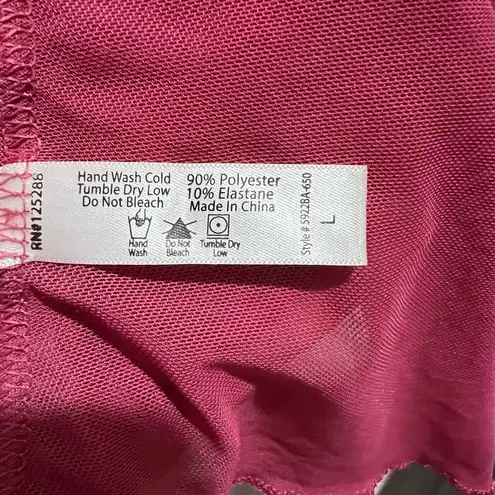 RN#125288
Hand Wash Cold
Tumble Dry Low
Do Not Bleach
90% Polyester
10% Elastane
Made In China
Hand
Wash
Do Not
Bleach
Tumble Dry
Low
Style # 5922BA-650
L